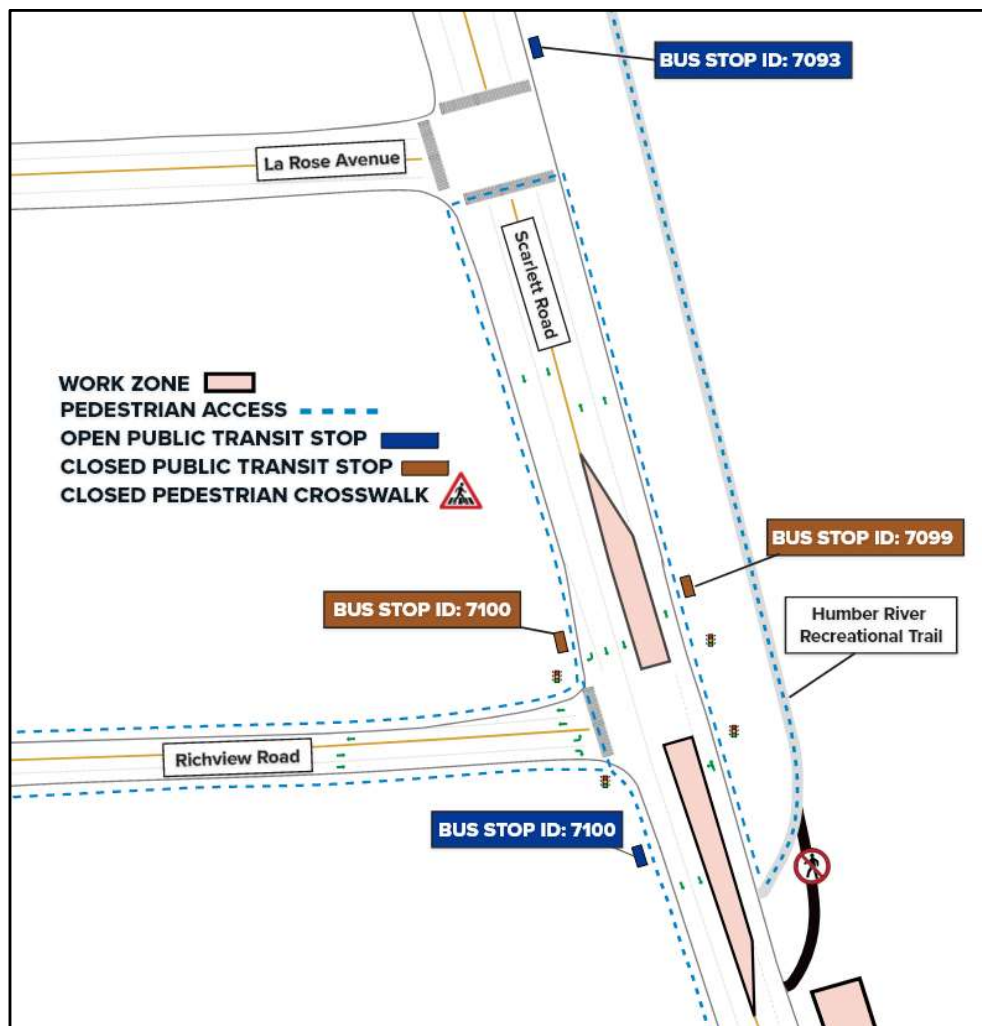 BUS STOP ID: 7093
La Rose Avenue
Scarlett Road
WORK ZONE
PEDESTRIAN ACCESS
OPEN PUBLIC TRANSIT STOP
CLOSED PUBLIC TRANSIT STOP
CLOSED PEDESTRIAN CROSSWALK
BUS STOP ID: 7099
BUS STOP ID: 7100
Humber River
Recreational Trail
Richview Road
BUS STOP ID: 7100